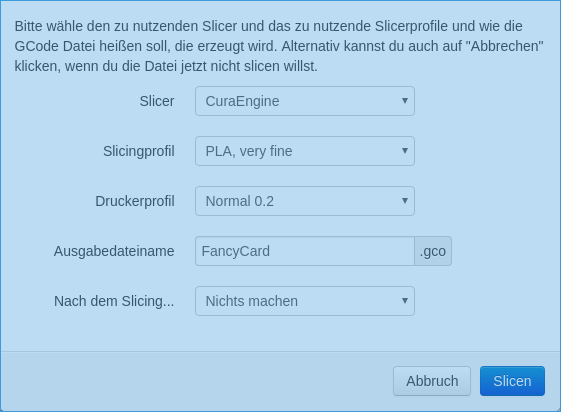 Bitte wähle den zu nutzenden Slicer und das zu nutzende Slicerprofile und wie die
GCode Datei heißen soll, die erzeugt wird. Alternativ kannst du auch auf "Abbrechen"
klicken, wenn du die Datei jetzt nicht slicen willst.
Slicer CuraEngine
Slicingprofil PLA, very fine
Druckerprofil Normal 0.2
Ausgabedateiname FancyCard .gco
Nach dem Slicing... Nichts machen
Abbruch Slicen